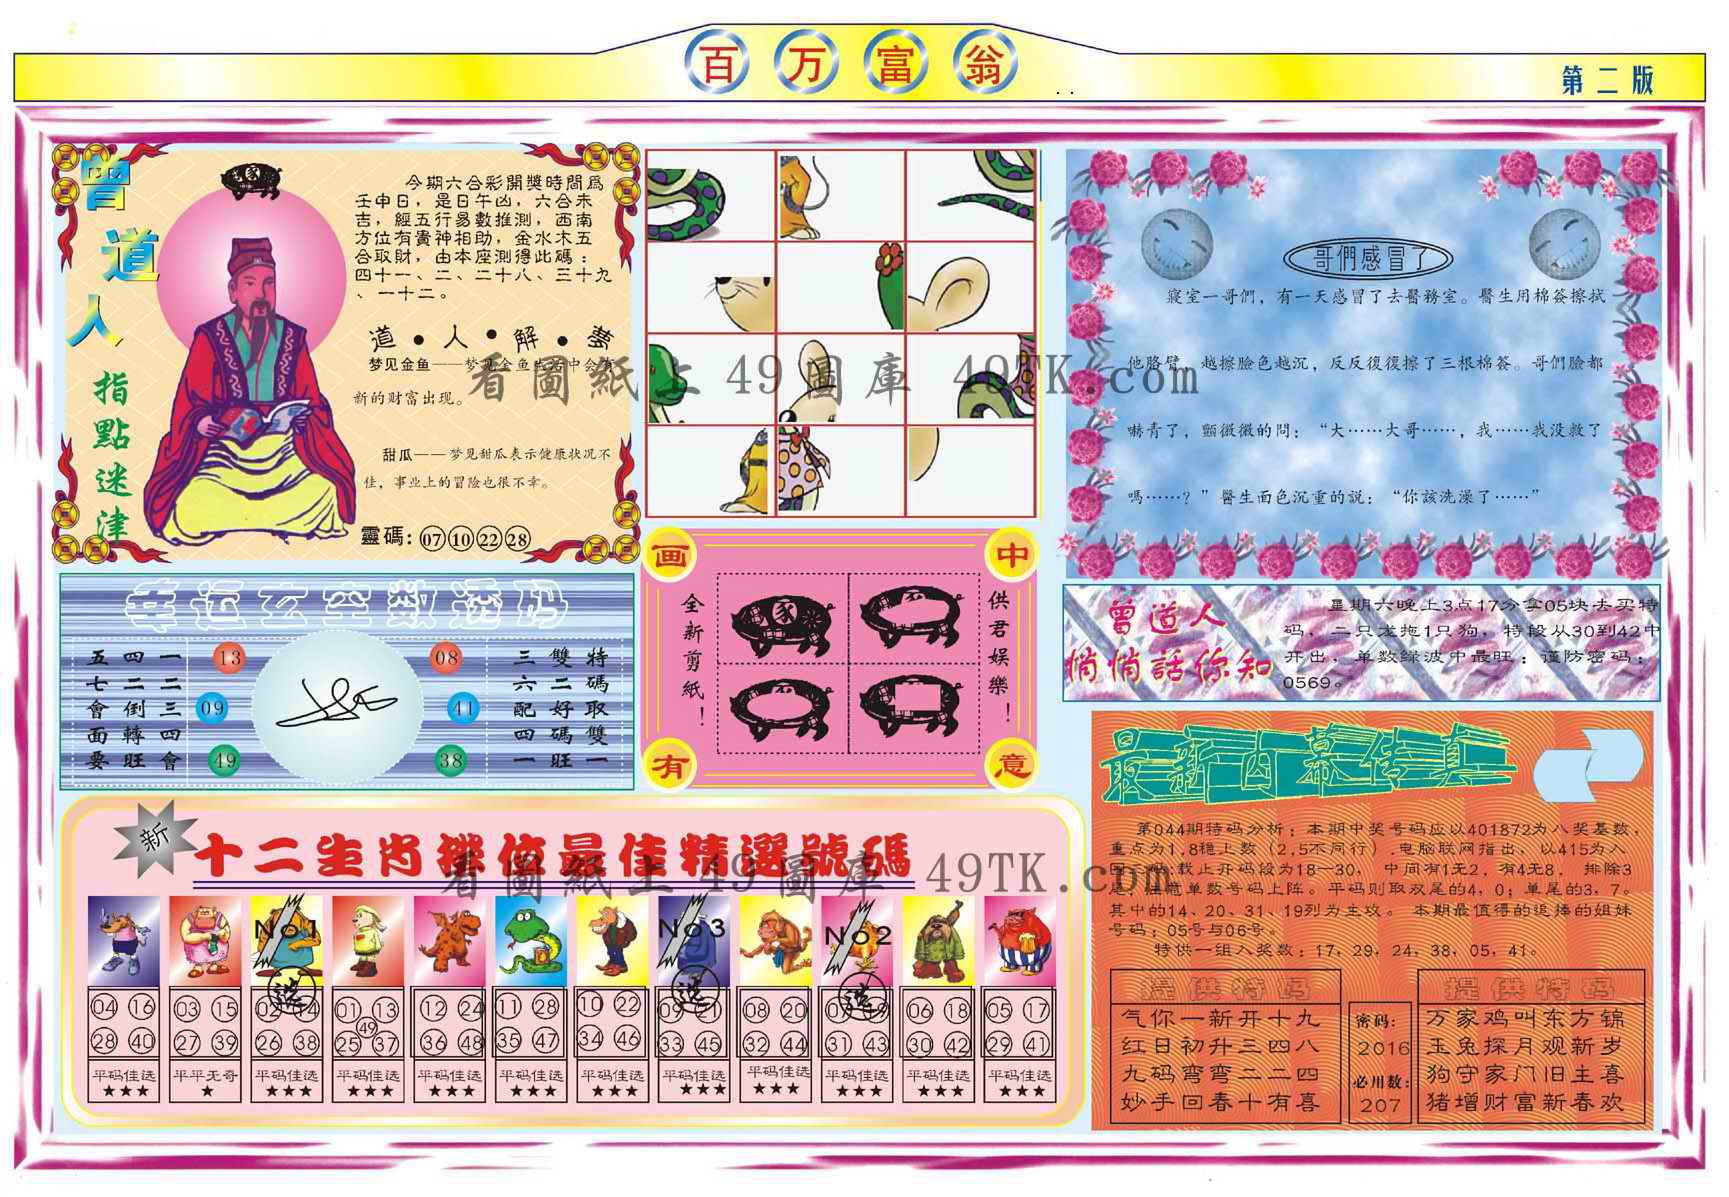 百万富翁
第二版
曾道人
指點迷津
今期六合彩開獎時間爲
壬申日，是日午凶，六合未
吉，經五行易數推測，西南
方位有貴神相助，金水木五
合取財，由本座測得此碼：
四十一、二、二十八、三十九
、一十二。
道·人·解·夢
梦见金鱼——梦见金鱼生活中会有
新的财富出现。
甜瓜——梦见甜瓜表示健康状况不
佳，事业上的冒险也很不幸。
靈碼：07 10 22 28
哥們感冒了
寢室一哥們，有一天感冒了去醫務室。醫生用棉簽擦拭
他胳臂，越擦臉色越沉，反反復復擦了三根棉簽。哥們臉都
嚇青了，顫微微的問：“大……大哥……，我……我没救了
嗎……？”醫生面色沉重的說：“你該洗澡了……”
看圖紙上49圖庫 49TK.com
幸运玄空数透码
五四一
七二二
會倒三
面轉四
要旺會
13
09
49
08
41
38
三雙特
六二碼
配好取
四碼雙
一旺一
画中有意
全新剪紙！
供君娱樂！
曾道人
悄悄話你知
星期六晚上3点17分拿05块去买特
码，二只龙拖1只狗，特段从30到42中
开出，单数绿波中最旺；谨防密码：
0569。
第044期特码分析；本期中奖号码应以401872为八奖基数，
重点为1.8稳上数（2.5不同行）.电脑联网指出，以415为入
载止开码段为18—30， 中间有1无2，有4无8， 排除3
尾，注意单数号码上阵。平码则取双尾的4，0；单尾的3，7。
其中的14、20、31、19列为主攻。 本期最值得的追捧的姐妹
号码；05号与06号。
特供一组入奖数：17，29，24，38，05，41。
提供特码
气你一新开十九
红日初升三四八
九码弯弯二二四
妙手回春十有喜
密码：
2016
必用数：
207
提供特码
万家鸡叫东方锦
玉兔探月观新岁
狗守家门旧主喜
猪增财富新春欢
新
十二生肖機位最佳精選號碼
看圖紙上49圖庫 49TK.com
No1
No3
No2
选 选 选
04 16 03 15 02 14 01 13 12 24 11 28 10 22 09 21 08 20 07 19 06 18 05 17
49
28 40 27 39 26 38 25 37 36 48 35 47 34 46 33 45 32 44 31 43 30 42 29 41
平码佳选 平平无奇 平码佳选 平码佳选 平码佳选 平码佳选 平码佳选 平码佳选 平码佳选 平码佳选 平码佳选 平码佳选
★★★ ★ ★★★ ★★★ ★★★ ★★★ ★★★ ★★★ ★★★ ★★★ ★★★ ★★★